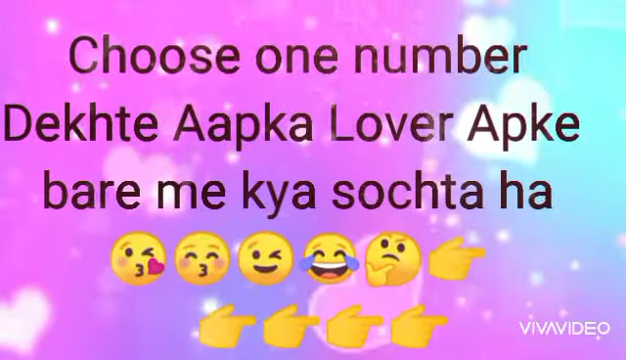 Choose one number
Dekhte Aapka Lover Apke
bare me kya sochta ha
😘😙😉😂🤔👉
👉👉👉👉
VIVAVIDEO